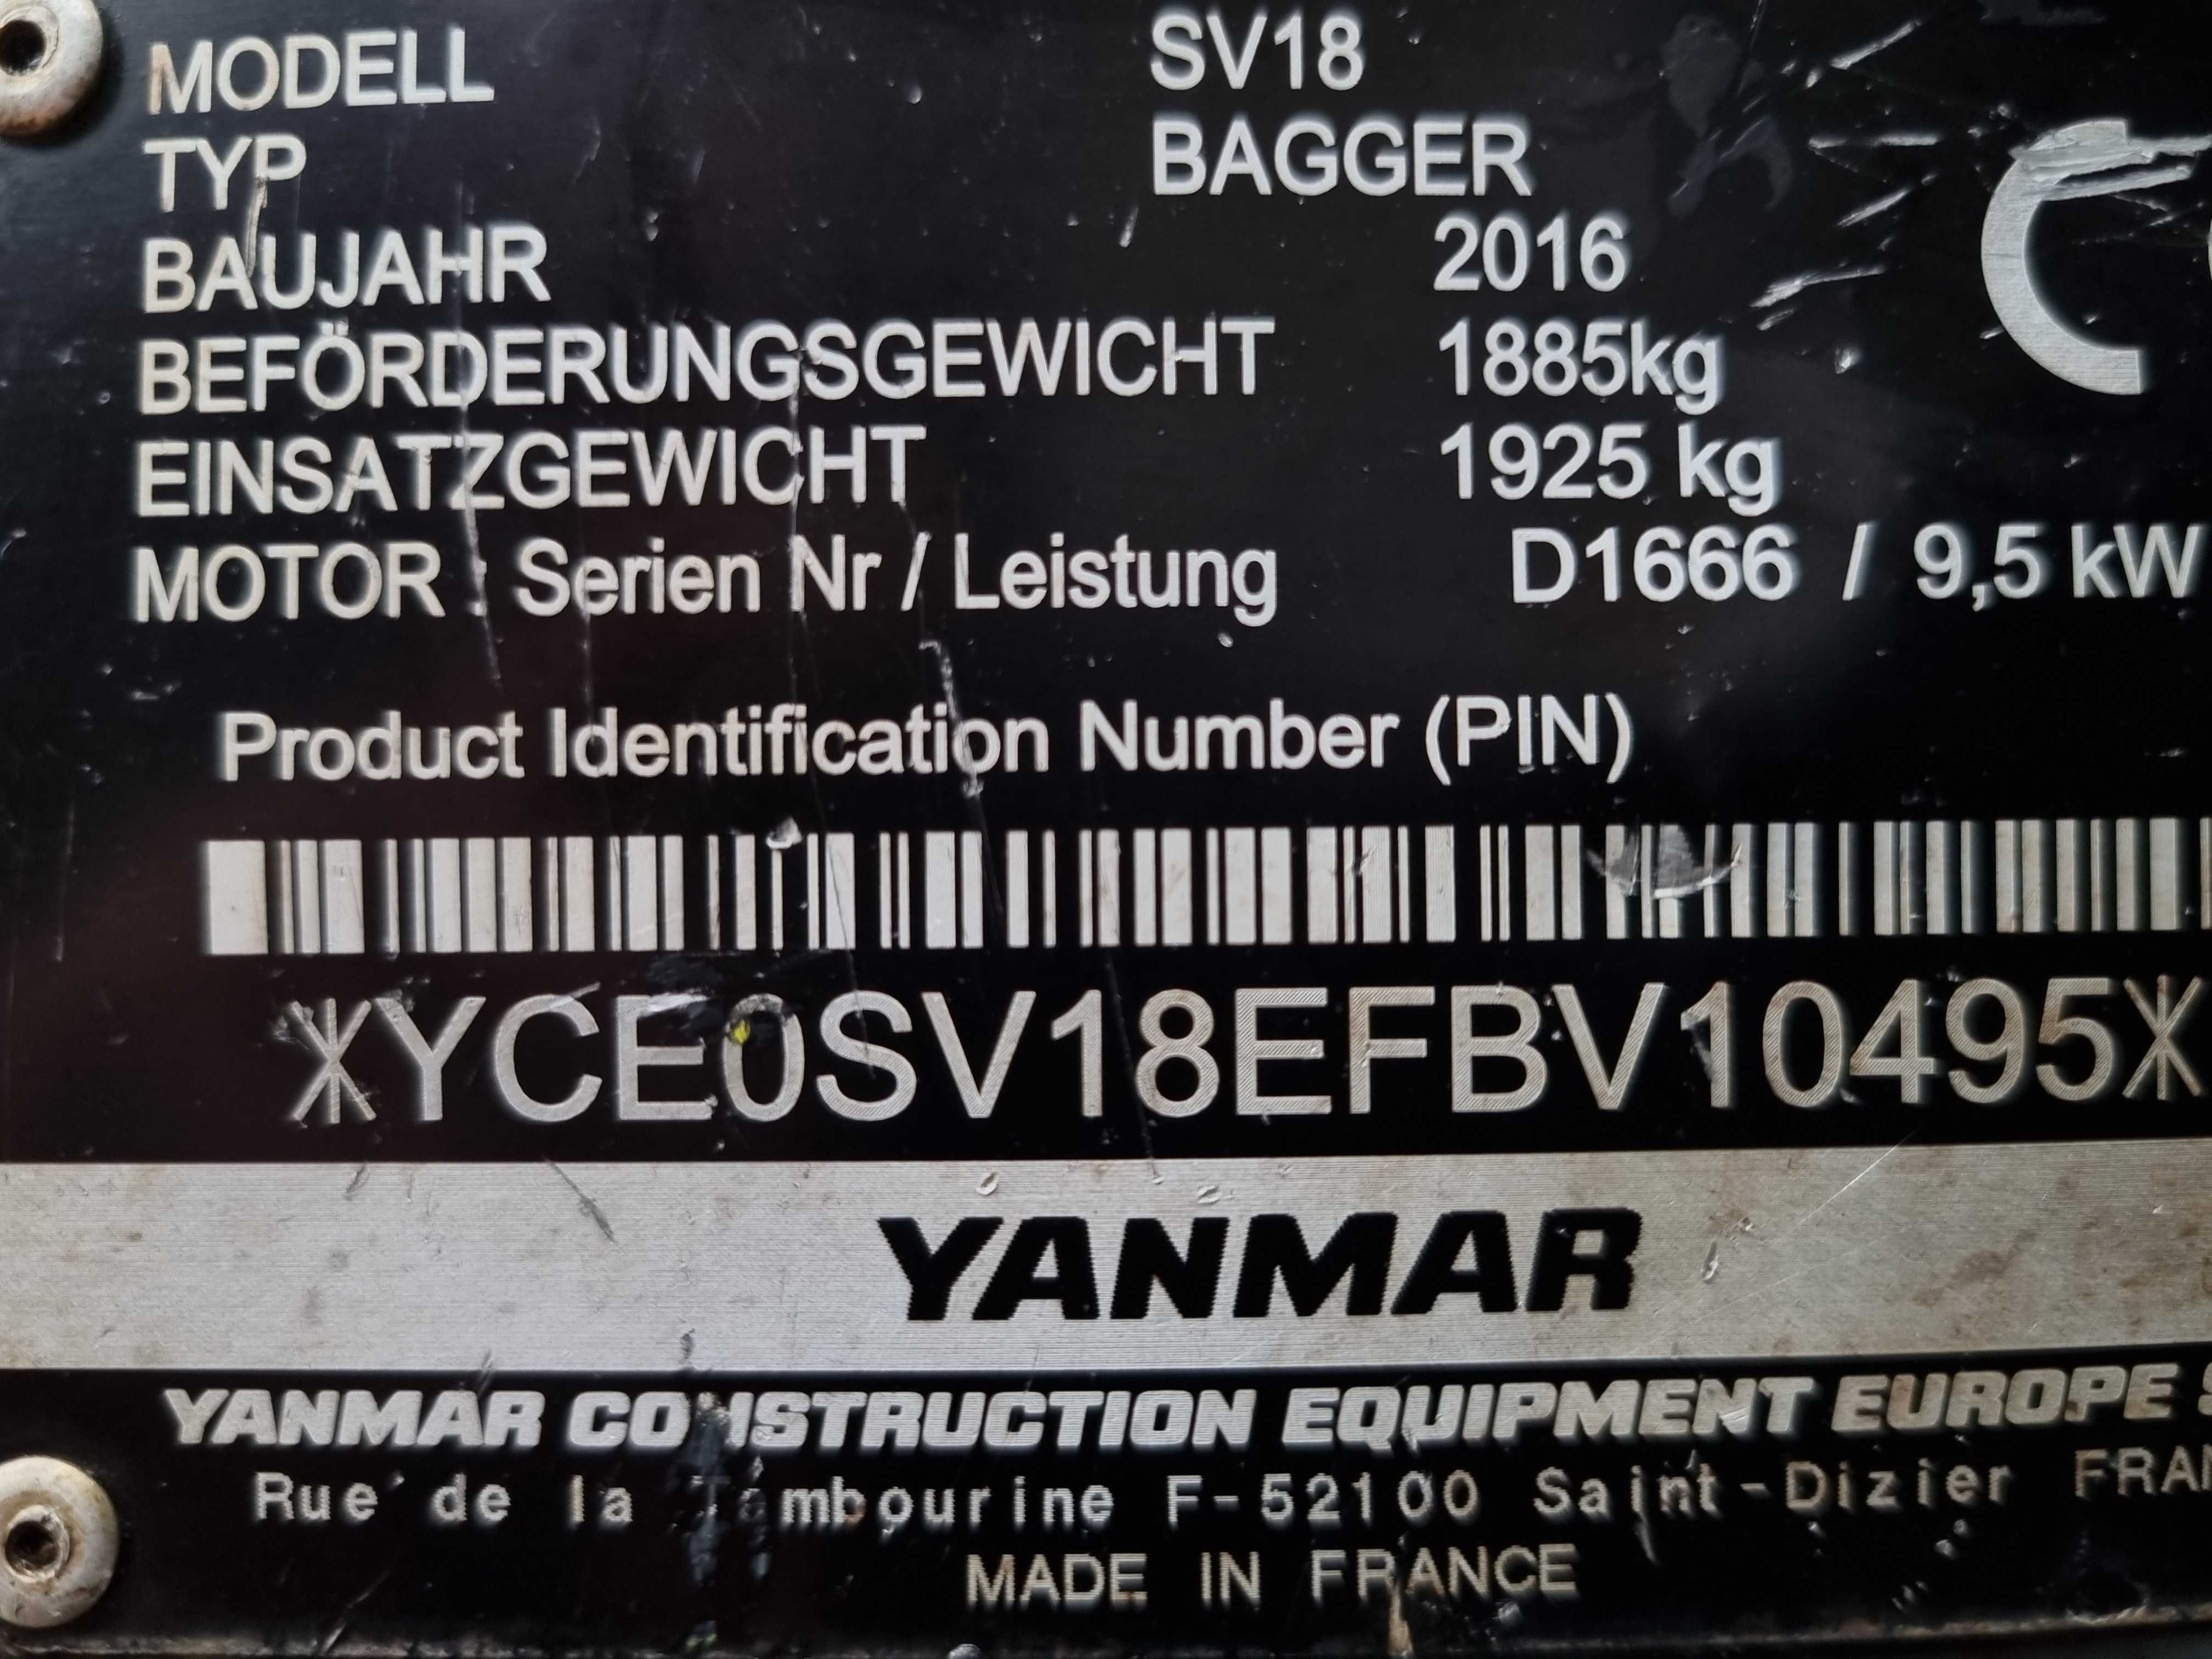 MODELL SV18
TYP BAGGER
BAUJAHR 2016
BEFÖRDERUNGSGEWICHT 1885kg
EINSATZGEWICHT 1925 kg
MOTOR : Serien Nr / Leistung D1666 / 9,5 kW
Product Identification Number (PIN)
*YCE0SV18EFBV10495*
YANMAR
YANMAR CONSTRUCTION EQUIPMENT EUROPE
Rue de la Tambourine F-52100 Saint-Dizier FRAN
MADE IN FRANCE